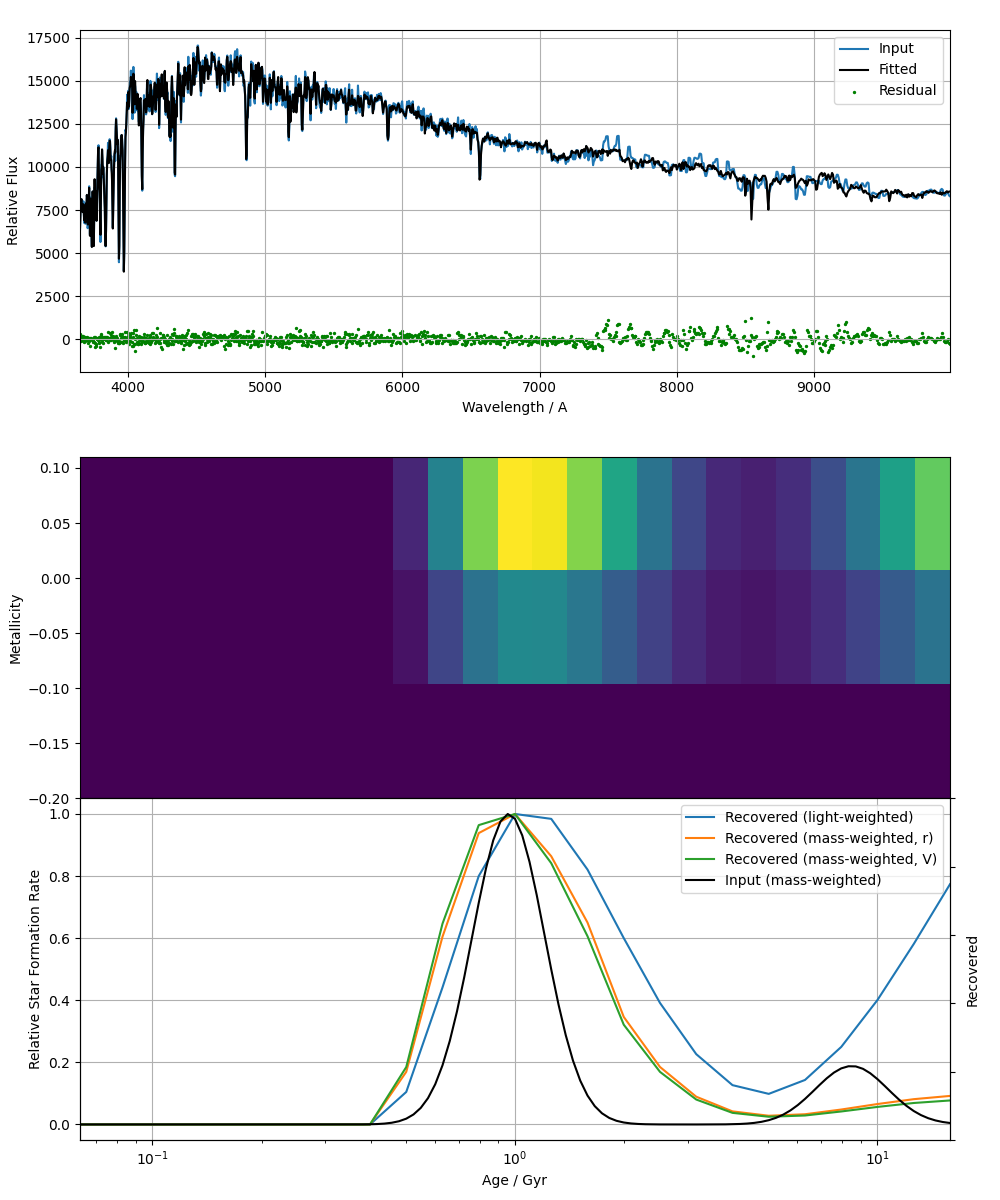 17500
15000
12500
10000
7500
5000
2500
0
Relative Flux
Input
Fitted
Residual
4000 5000 6000 7000 8000 9000
Wavelength / A
0.10
0.05
0.00
−0.05
−0.10
−0.15
−0.20
Metallicity
1.0
0.8
0.6
0.4
0.2
0.0
Relative Star Formation Rate
Recovered (light-weighted)
Recovered (mass-weighted, r)
Recovered (mass-weighted, V)
Input (mass-weighted)
Recovered
10⁻¹ 10⁰ 10¹
Age / Gyr